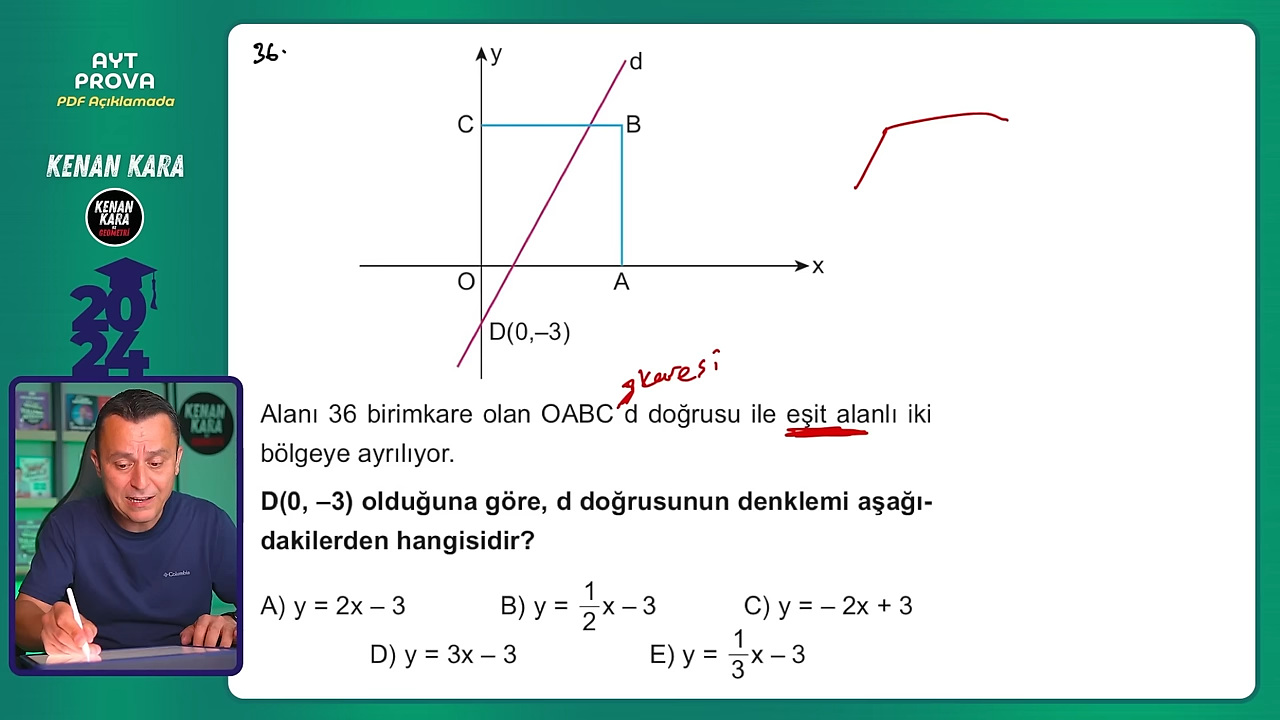 AYT
PROVA
PDF Açıklamada
KENAN KARA
KENAN
KARA
ile
GEOMETRİ
2024
KENAN
KARA
Columbia
36.
y
d
C
B
x
O
A
D(0,–3)
karesi
Alanı 36 birimkare olan OABC d doğrusu ile eşit alanlı iki
bölgeye ayrılıyor.
D(0, –3) olduğuna göre, d doğrusunun denklemi aşağı-
dakilerden hangisidir?
A) y = 2x – 3 B) y = 1/2 x – 3 C) y = – 2x + 3
D) y = 3x – 3 E) y = 1/3 x – 3